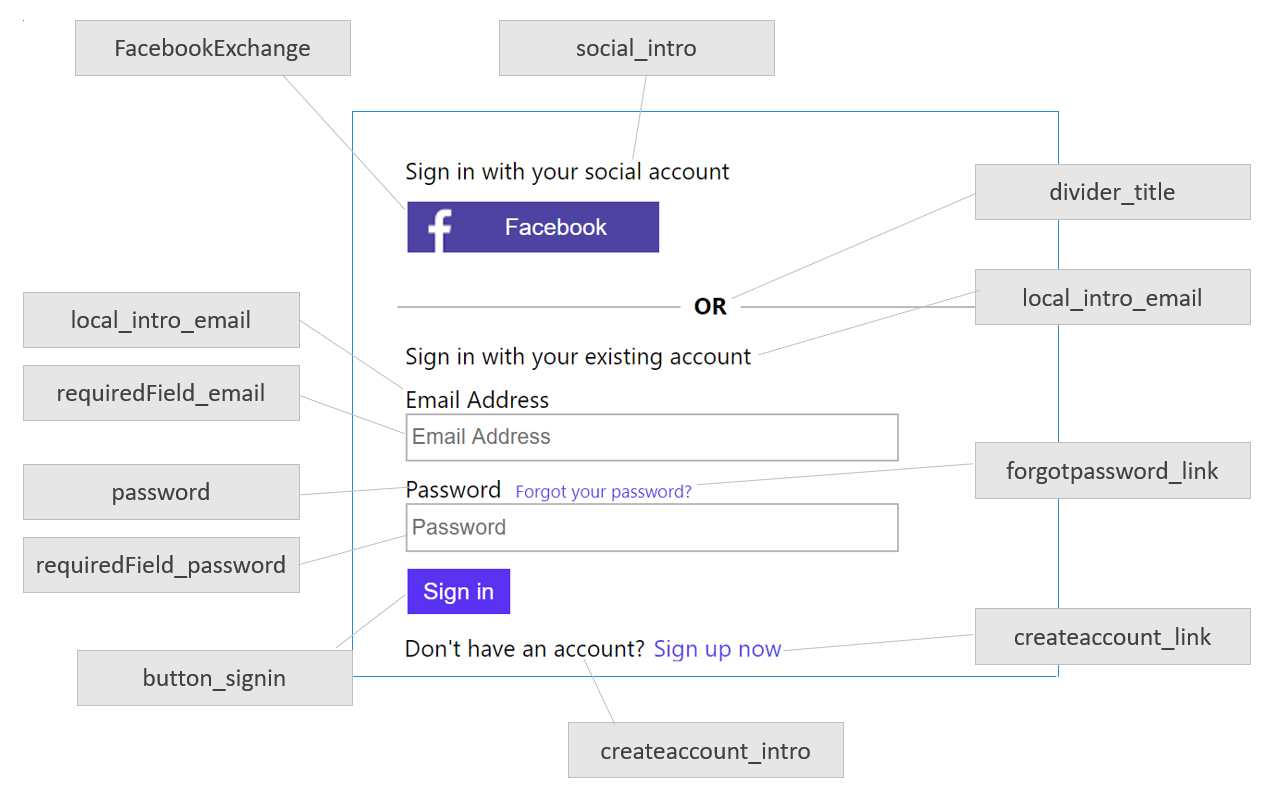 FacebookExchange
social_intro
Sign in with your social account
divider_title
Facebook
local_intro_email
OR
local_intro_email
Sign in with your existing account
requiredField_email
Email Address
Email Address
forgotpassword_link
password
Password Forgot your password?
Password
requiredField_password
Sign in
createaccount_link
Don't have an account? Sign up now
button_signin
createaccount_intro